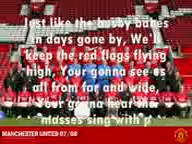 Just like the busby babes
in days gone by, We'
keep the red flags flying
high, Your gonna see us
all from far and wide,
Your gonna hear the
masses sing with p
MANCHESTER UNITED 07/08